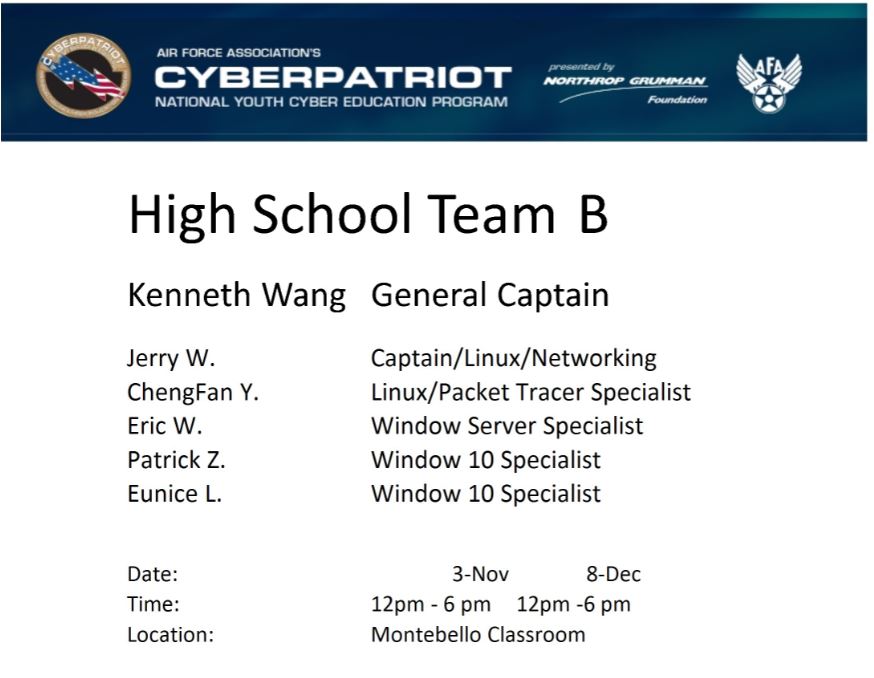 CYBERPATRIOT
AIR FORCE ASSOCIATION'S
CYBERPATRIOT
NATIONAL YOUTH CYBER EDUCATION PROGRAM
presented by
NORTHROP GRUMMAN
Foundation
AFA
High School Team B
Kenneth Wang General Captain
Jerry W. Captain/Linux/Networking
ChengFan Y. Linux/Packet Tracer Specialist
Eric W. Window Server Specialist
Patrick Z. Window 10 Specialist
Eunice L. Window 10 Specialist
Date: 3-Nov 8-Dec
Time: 12pm - 6 pm 12pm -6 pm
Location: Montebello Classroom